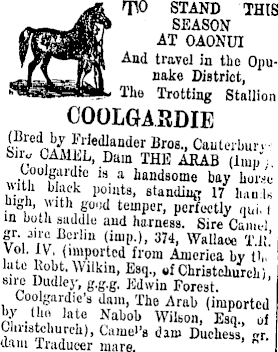 TO STAND THIS
SEASON
AT OAONUI
And travel in the Opu-
nake District,
The Trotting Stallion
COOLGARDIE
(Bred by Friedlander Bros., Canterbury:
Sire CAMEL, Dam THE ARAB (Imp).
Coolgardie is a handsome bay horse
with black points, standing 17 hands
high, with good temper, perfectly quiet
in both saddle and harness. Sire Camel,
gr. sire Berlin (imp.), 374, Wallace T.R.
Vol. IV, (imported from America by the
late Robt. Wilkin, Esq., of Christchurch),
sire Dudley, g.g.g. Edwin Forest.
Coolgardie's dam, The Arab (imported
by the late Nabob Wilson, Esq., of
Christchurch), Camel's dam Duchess, gr.
dam Traducer mare.